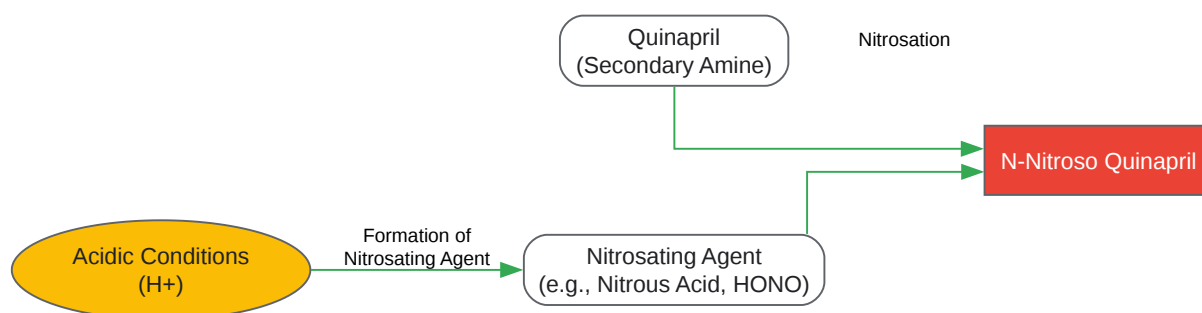 Quinapril
(Secondary Amine)
Nitrosation
N-Nitroso Quinapril
Acidic Conditions
(H+)
Formation of
Nitrosating Agent
Nitrosating Agent
(e.g., Nitrous Acid, HONO)